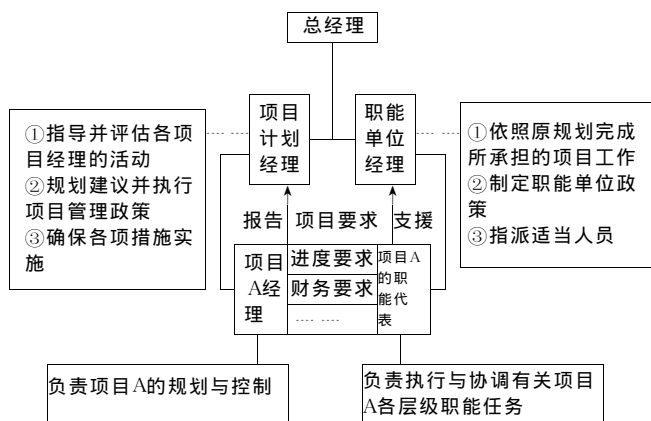 总经理
项目
计划
经理
职能
单位
经理
①指导并评估各项
目经理的活动
②规划建议并执行
项目管理政策
③确保各项措施实
施
①依照原规划完成
所承担的项目工作
②制定职能单位政
策
③指派适当人员
报告 项目要求 支援
项目
A经
理
进度要求
财务要求
…… ……
项目A
的职
能代
表
负责项目A的规划与控制
负责执行与协调有关项目
A各层级职能任务